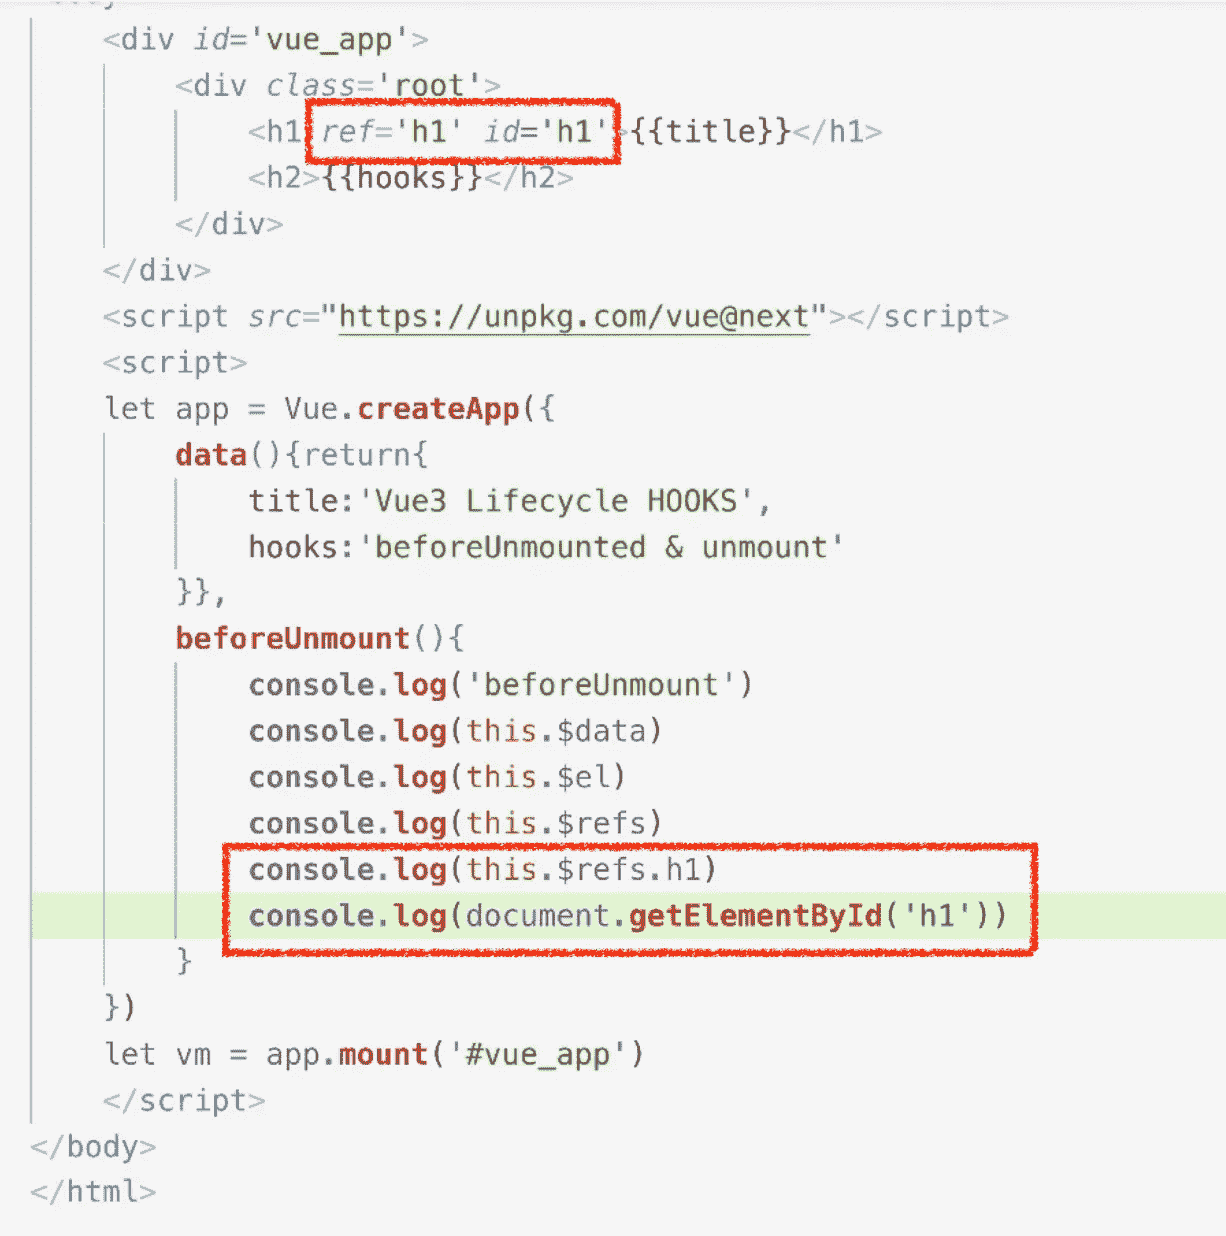 <div id='vue_app'>
<div class='root'>
<h1 ref='h1' id='h1'>{{title}}</h1>
<h2>{{hooks}}</h2>
</div>
</div>
<script src="https://unpkg.com/vue@next"></script>
<script>
let app = Vue.createApp({
data(){return{
title:'Vue3 Lifecycle HOOKS',
hooks:'beforeUnmounted & unmount'
}},
beforeUnmount(){
console.log('beforeUnmount')
console.log(this.$data)
console.log(this.$el)
console.log(this.$refs)
console.log(this.$refs.h1)
console.log(document.getElementById('h1'))
}
})
let vm = app.mount('#vue_app')
</script>
</body>
</html>